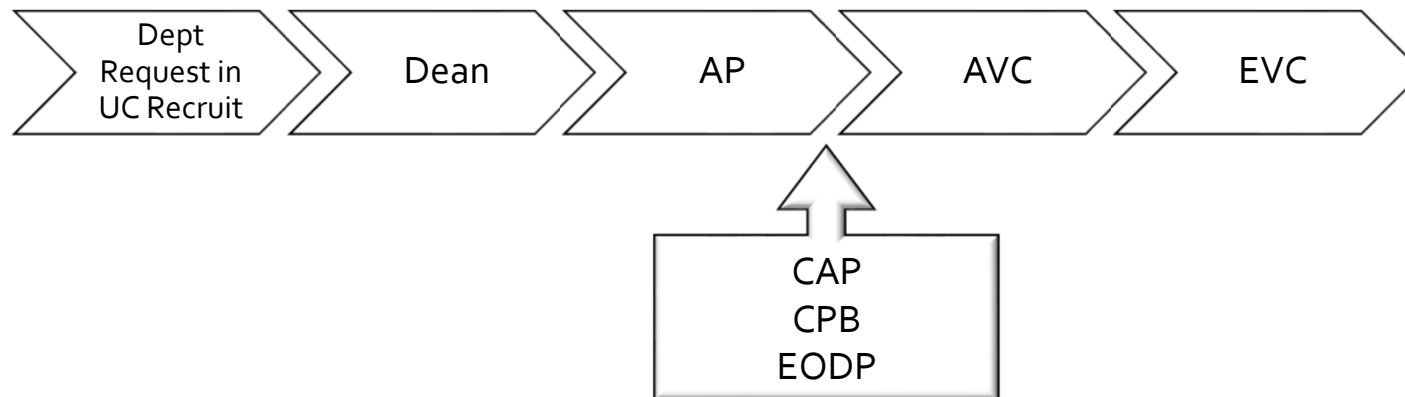 Dept
Request in
UC Recruit
Dean
AP
AVC
EVC
CAP
CPB
EODP